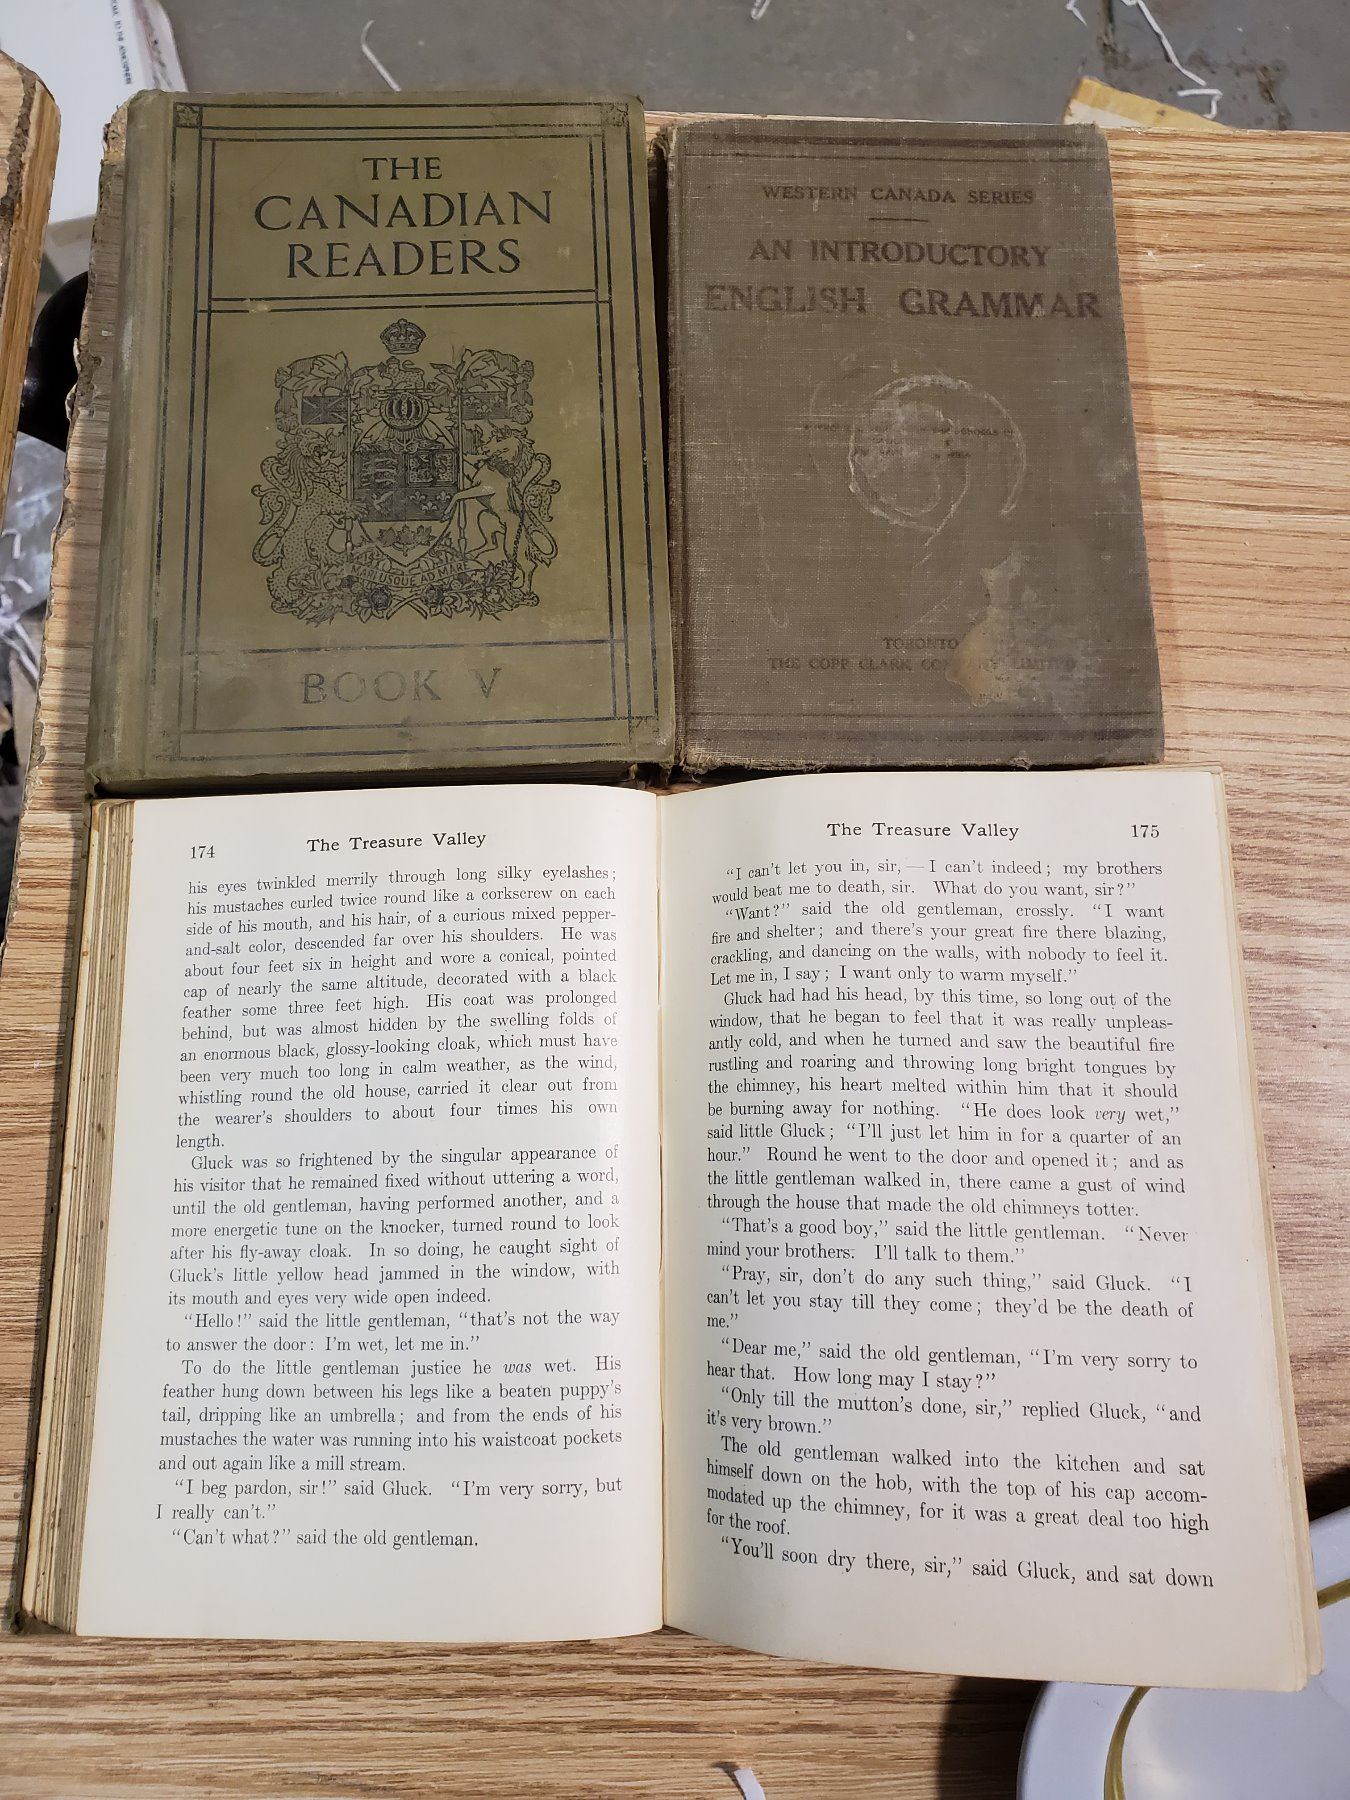 THE
CANADIAN
READERS
A MARI USQUE AD MARE
BOOK V
WESTERN CANADA SERIES
AN INTRODUCTORY
ENGLISH GRAMMAR
SCHOOLS OF
TORONTO
THE COPP CLARK COMPANY LIMITED
174
The Treasure Valley
his eyes twinkled merrily through long silky eyelashes;
his mustaches curled twice round like a corkscrew on each
side of his mouth, and his hair, of a curious mixed pepper-
and-salt color, descended far over his shoulders. He was
about four feet six in height and wore a conical, pointed
cap of nearly the same altitude, decorated with a black
feather some three feet high. His coat was prolonged
behind, but was almost hidden by the swelling folds of
an enormous black, glossy-looking cloak, which must have
been very much too long in calm weather, as the wind,
whistling round the old house, carried it clear out from
the wearer's shoulders to about four times his own
length.
Gluck was so frightened by the singular appearance of
his visitor that he remained fixed without uttering a word,
until the old gentleman, having performed another, and a
more energetic tune on the knocker, turned round to look
after his fly-away cloak. In so doing, he caught sight of
Gluck's little yellow head jammed in the window, with
its mouth and eyes very wide open indeed.
"Hello!" said the little gentleman, "that's not the way
to answer the door: I'm wet, let me in."
To do the little gentleman justice he was wet. His
feather hung down between his legs like a beaten puppy's
tail, dripping like an umbrella; and from the ends of his
mustaches the water was running into his waistcoat pockets
and out again like a mill stream.
"I beg pardon, sir!" said Gluck. "I'm very sorry, but
I really can't."
"Can't what?" said the old gentleman.
The Treasure Valley
175
"I can't let you in, sir,—I can't indeed; my brothers
would beat me to death, sir. What do you want, sir?"
"Want?" said the old gentleman, crossly. "I want
fire and shelter; and there's your great fire there blazing,
crackling, and dancing on the walls, with nobody to feel it.
Let me in, I say; I want only to warm myself."
Gluck had had his head, by this time, so long out of the
window, that he began to feel that it was really unpleas-
antly cold, and when he turned and saw the beautiful fire
rustling and roaring and throwing long bright tongues by
the chimney, his heart melted within him that it should
be burning away for nothing. "He does look very wet,"
said little Gluck; "I'll just let him in for a quarter of an
hour." Round he went to the door and opened it; and as
the little gentleman walked in, there came a gust of wind
through the house that made the old chimneys totter.
"That's a good boy," said the little gentleman. "Never
mind your brothers. I'll talk to them."
"Pray, sir, don't do any such thing," said Gluck. "I
can't let you stay till they come; they'd be the death of
me."
"Dear me," said the old gentleman, "I'm very sorry to
hear that. How long may I stay?"
"Only till the mutton's done, sir," replied Gluck, "and
it's very brown."
The old gentleman walked into the kitchen and sat
himself down on the hob, with the top of his cap accom-
modated up the chimney, for it was a great deal too high
for the roof.
"You'll soon dry there, sir," said Gluck, and sat down